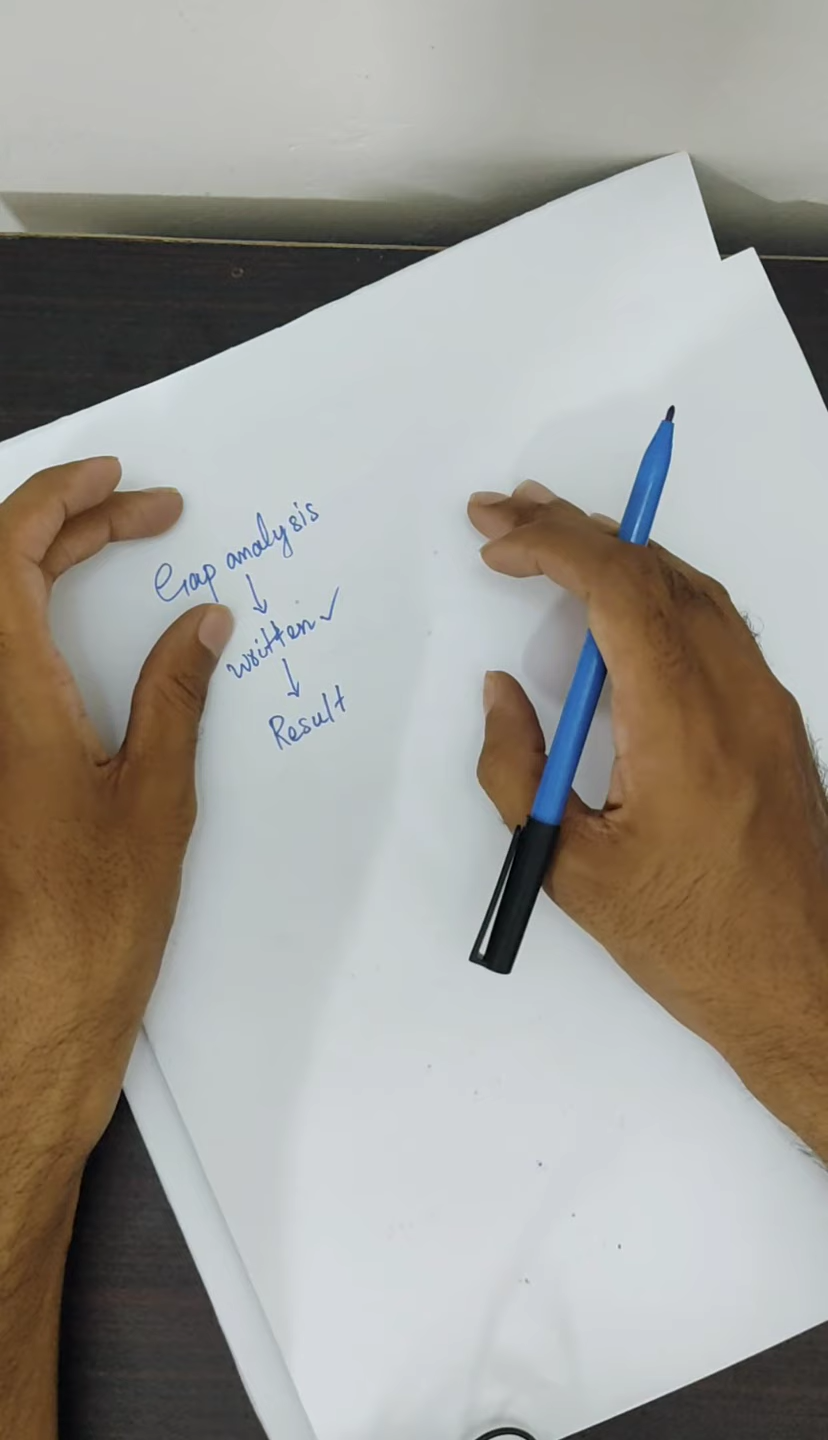 Gap analysis
↓
written ✓
↓
Result